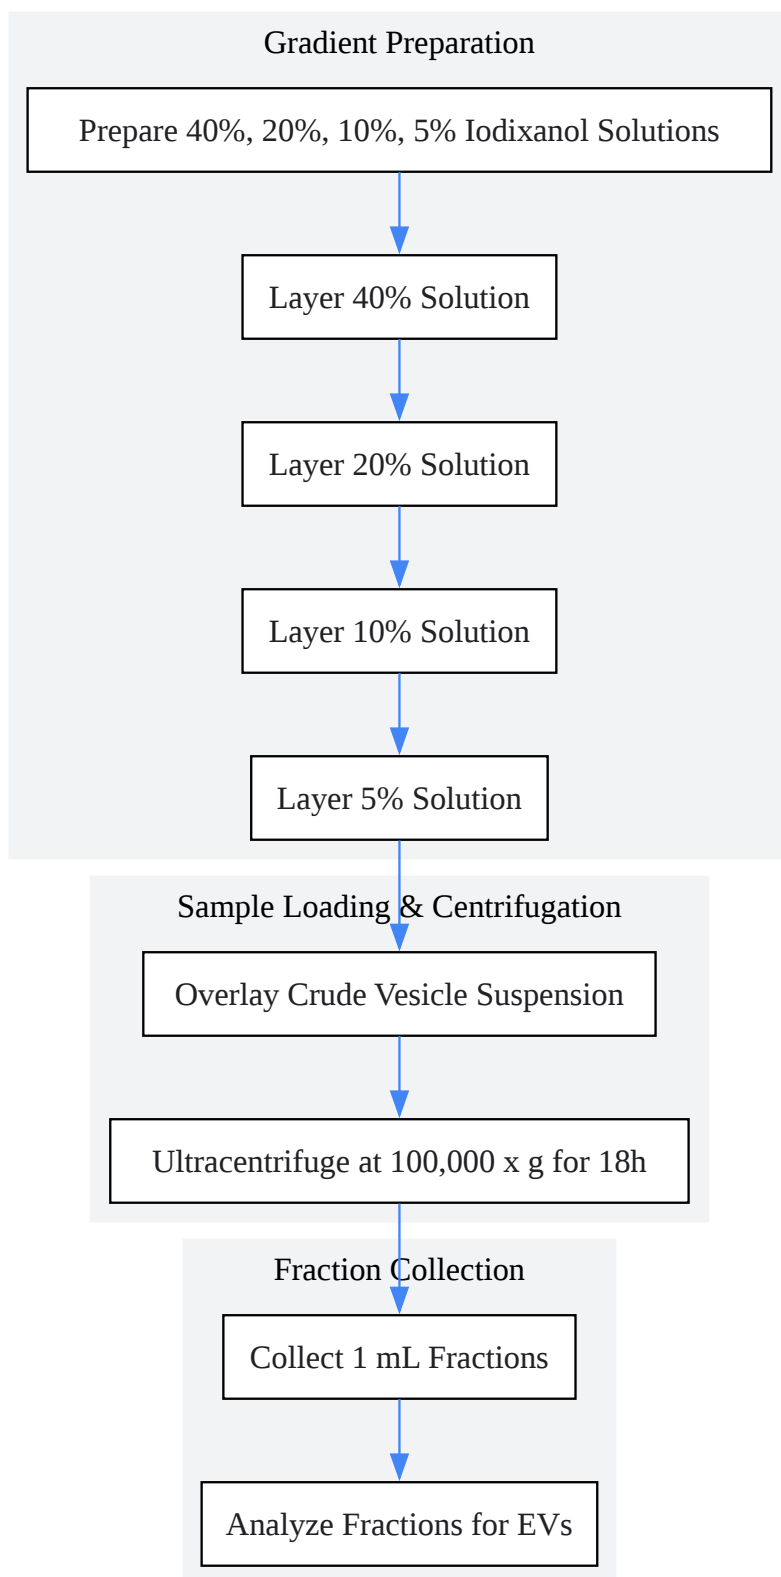 Gradient Preparation
Prepare 40%, 20%, 10%, 5% Iodixanol Solutions
Layer 40% Solution
Layer 20% Solution
Layer 10% Solution
Layer 5% Solution
Sample Loading & Centrifugation
Overlay Crude Vesicle Suspension
Ultracentrifuge at 100,000 x g for 18h
Fraction Collection
Collect 1 mL Fractions
Analyze Fractions for EVs